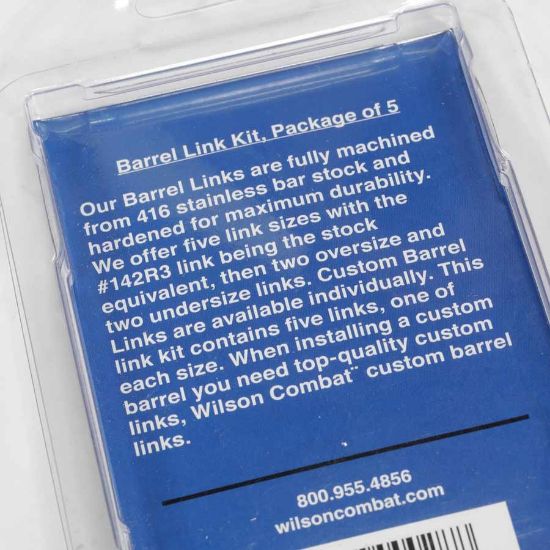 Barrel Link Kit, Package of 5
Our Barrel Links are fully machined
from 416 stainless bar stock and
hardened for maximum durability.
We offer five link sizes with the
#142R3 link being the stock
equivalent, then two oversize and
two undersize links. Custom Barrel
Links are available individually. This
link kit contains five links, one of
each size. When installing a custom
barrel you need top-quality custom
links, Wilson Combat¨ custom barrel
links.
800.955.4856
wilsoncombat.com